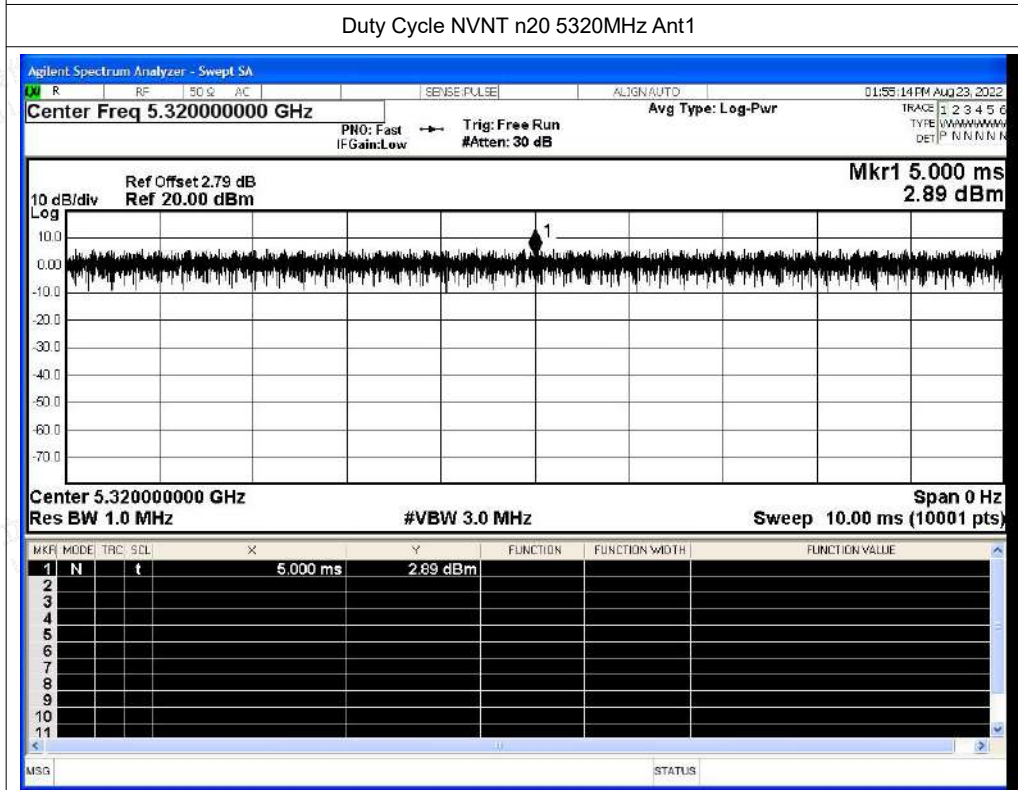 Duty Cycle NVNT n20 5320MHz Ant1
Agilent Spectrum Analyzer - Swept SA
R RF 50 Ω AC SENSE:PULSE ALIGN AUTO 01:55:14 PM Aug 23, 2022
Center Freq 5.320000000 GHz Avg Type: Log-Pwr TRACE 1 2 3 4 5 6
PNO: Fast Trig: Free Run TYPE
IFGain:Low #Atten: 30 dB DET P N N N N N
Mkr1 5.000 ms
Ref Offset 2.79 dB
10 dB/div Ref 20.00 dBm 2.89 dBm
Log
10.0
1
0.00
-10.0
-20.0
-30.0
-40.0
-50.0
-60.0
-70.0
Center 5.320000000 GHz Span 0 Hz
Res BW 1.0 MHz #VBW 3.0 MHz Sweep 10.00 ms (10001 pts)
MKR MODE TRC SCL X Y FUNCTION FUNCTION WIDTH FUNCTION VALUE
1 N t 5.000 ms 2.89 dBm
2
3
4
5
6
7
8
9
10
11
MSG STATUS